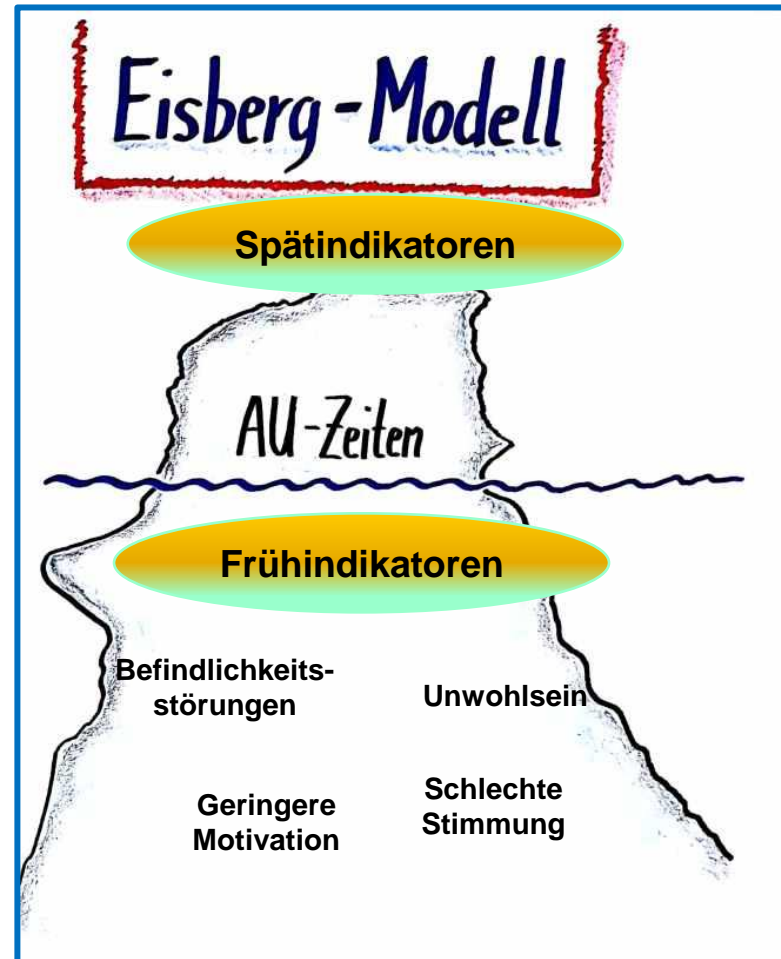 Eisberg-Modell
Spätindikatoren
AU-Zeiten
Frühindikatoren
Befindlichkeits-
störungen
Unwohlsein
Geringere
Motivation
Schlechte
Stimmung